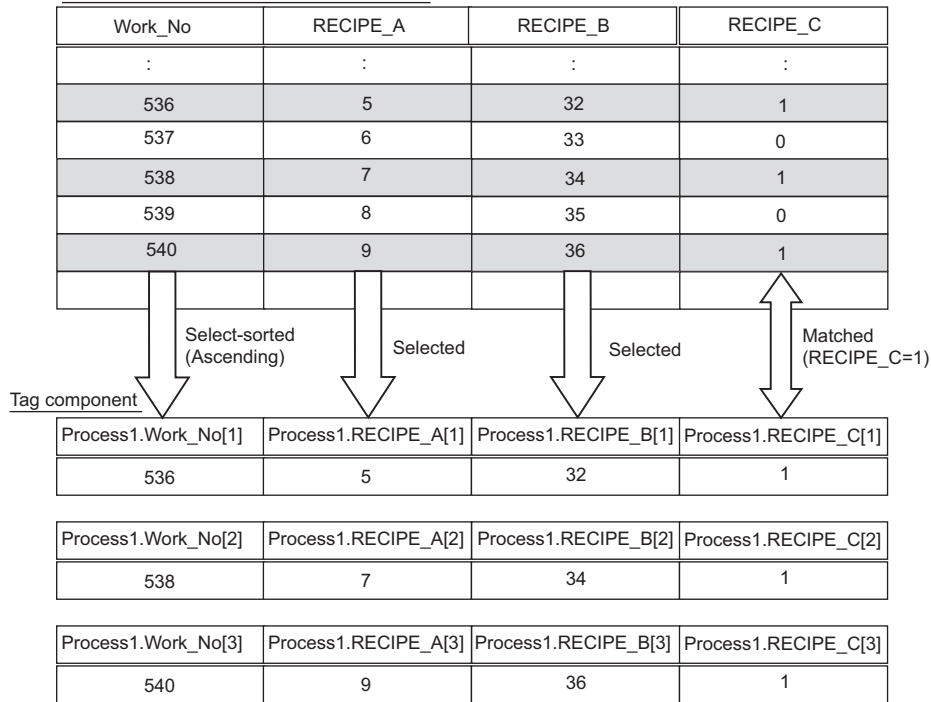 Work_No RECIPE_A RECIPE_B RECIPE_C
: : : :
536 5 32 1
537 6 33 0
538 7 34 1
539 8 35 0
540 9 36 1
Select-sorted
(Ascending)
Selected
Selected
Matched
(RECIPE_C=1)
Tag component
Process1.Work_No[1] Process1.RECIPE_A[1] Process1.RECIPE_B[1] Process1.RECIPE_C[1]
536 5 32 1
Process1.Work_No[2] Process1.RECIPE_A[2] Process1.RECIPE_B[2] Process1.RECIPE_C[2]
538 7 34 1
Process1.Work_No[3] Process1.RECIPE_A[3] Process1.RECIPE_B[3] Process1.RECIPE_C[3]
540 9 36 1